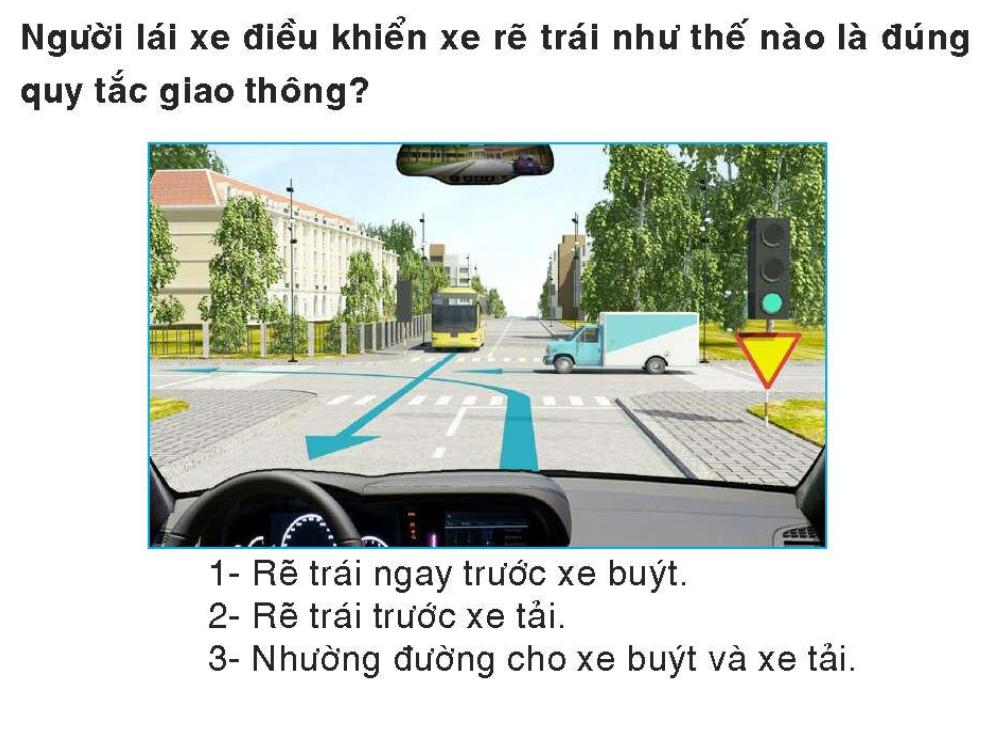 Người lái xe điều khiển xe rẽ trái như thế nào là đúng
quy tắc giao thông?
1- Rẽ trái ngay trước xe buýt.
2- Rẽ trái trước xe tải.
3- Nhường đường cho xe buýt và xe tải.